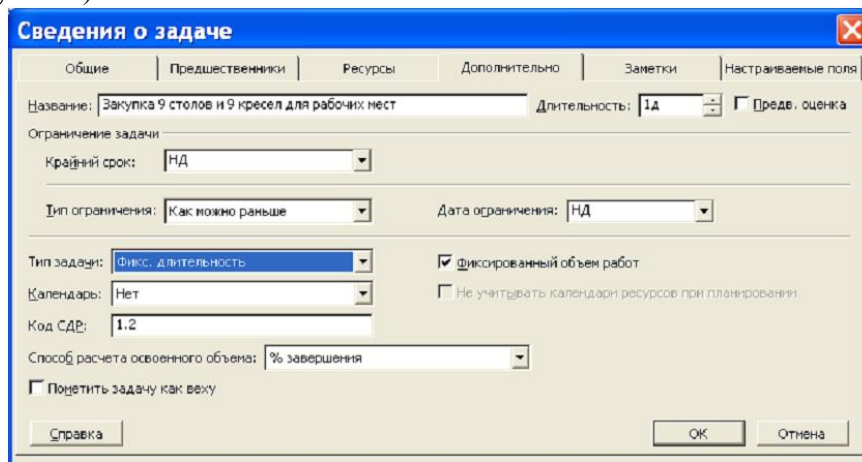 Сведения о задаче
Общие Предшественники Ресурсы Дополнительно Заметки Настраиваемые поля
Название: Закупка 9 столов и 9 кресел для рабочих мест Длительность: 1д Предв. оценка
Ограничение задачи
Крайний срок: НД
Тип ограничения: Как можно раньше Дата ограничения: НД
Тип задачи: Фикс. длительность Фиксированный объем работ
Календарь: Нет Не учитывать календари ресурсов при планировании
Код СДР: 1.2
Способ расчета освоенного объема: % завершения
Пометить задачу как веху
Справка ОК Отмена